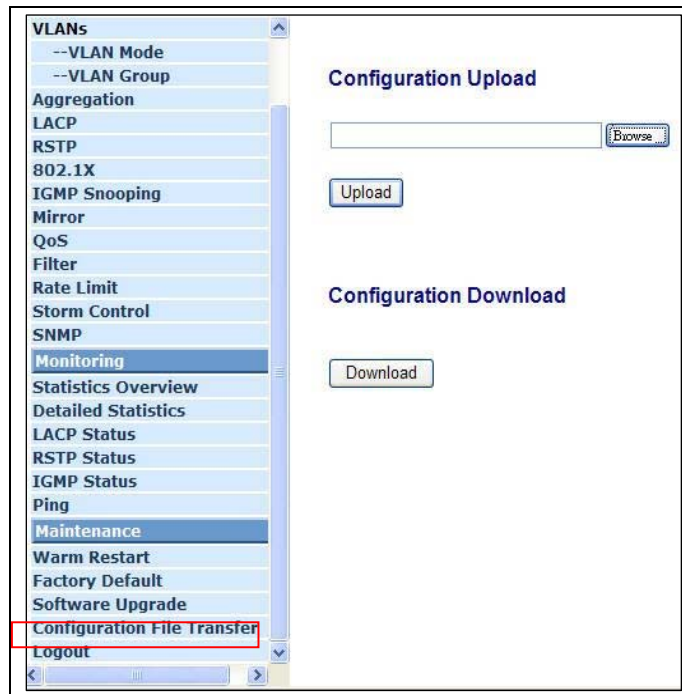 VLANs
--VLAN Mode
--VLAN Group
Aggregation
LACP
RSTP
802.1X
IGMP Snooping
Mirror
QoS
Filter
Rate Limit
Storm Control
SNMP
Monitoring
Statistics Overview
Detailed Statistics
LACP Status
RSTP Status
IGMP Status
Ping
Maintenance
Warm Restart
Factory Default
Software Upgrade
Configuration File Transfer
Logout
Configuration Upload
Browse...
Upload
Configuration Download
Download